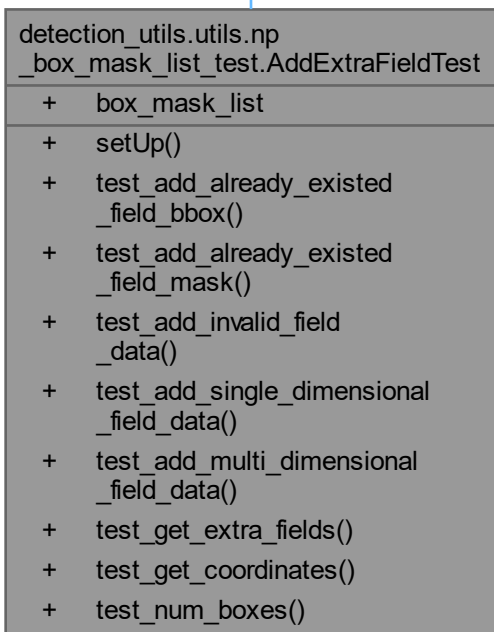 detection_utils.utils.np
_box_mask_list_test.AddExtraFieldTest
+ box_mask_list
+ setUp()
+ test_add_already_existed
_field_bbox()
+ test_add_already_existed
_field_mask()
+ test_add_invalid_field
_data()
+ test_add_single_dimensional
_field_data()
+ test_add_multi_dimensional
_field_data()
+ test_get_extra_fields()
+ test_get_coordinates()
+ test_num_boxes()